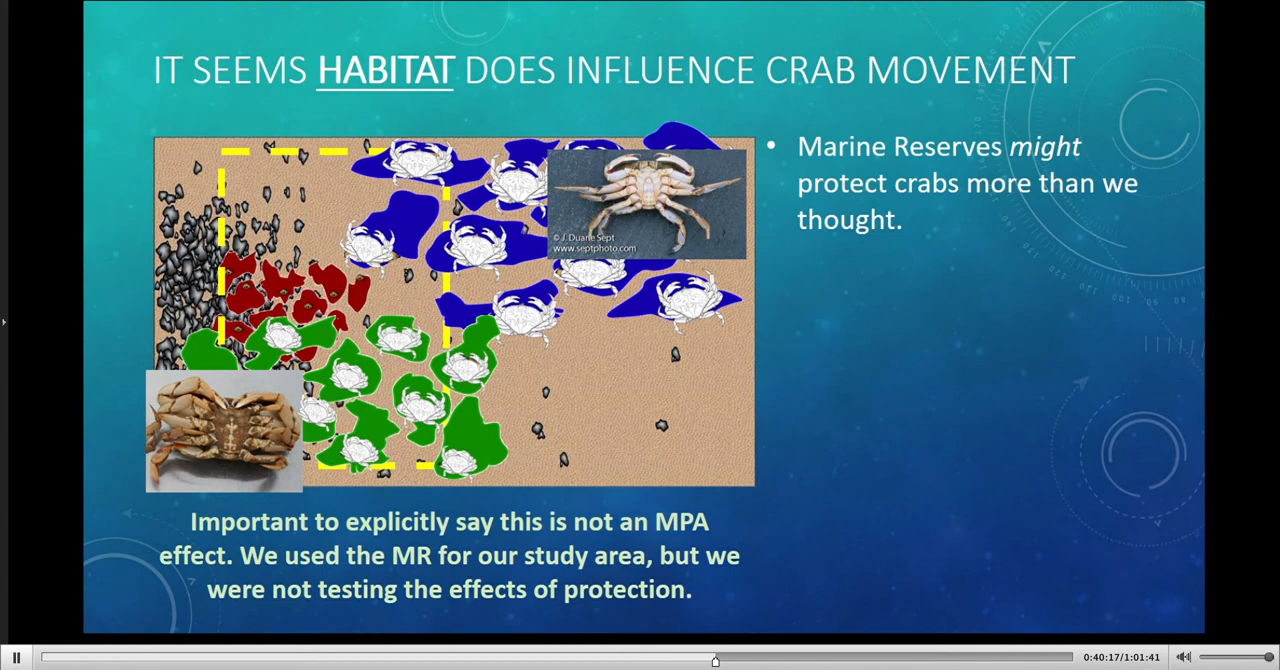 IT SEEMS HABITAT DOES INFLUENCE CRAB MOVEMENT
• Marine Reserves might
protect crabs more than we
thought.
© J. Duane Sept
www.septphoto.com
Important to explicitly say this is not an MPA
effect. We used the MR for our study area, but we
were not testing the effects of protection.
0:40:17/1:01:41